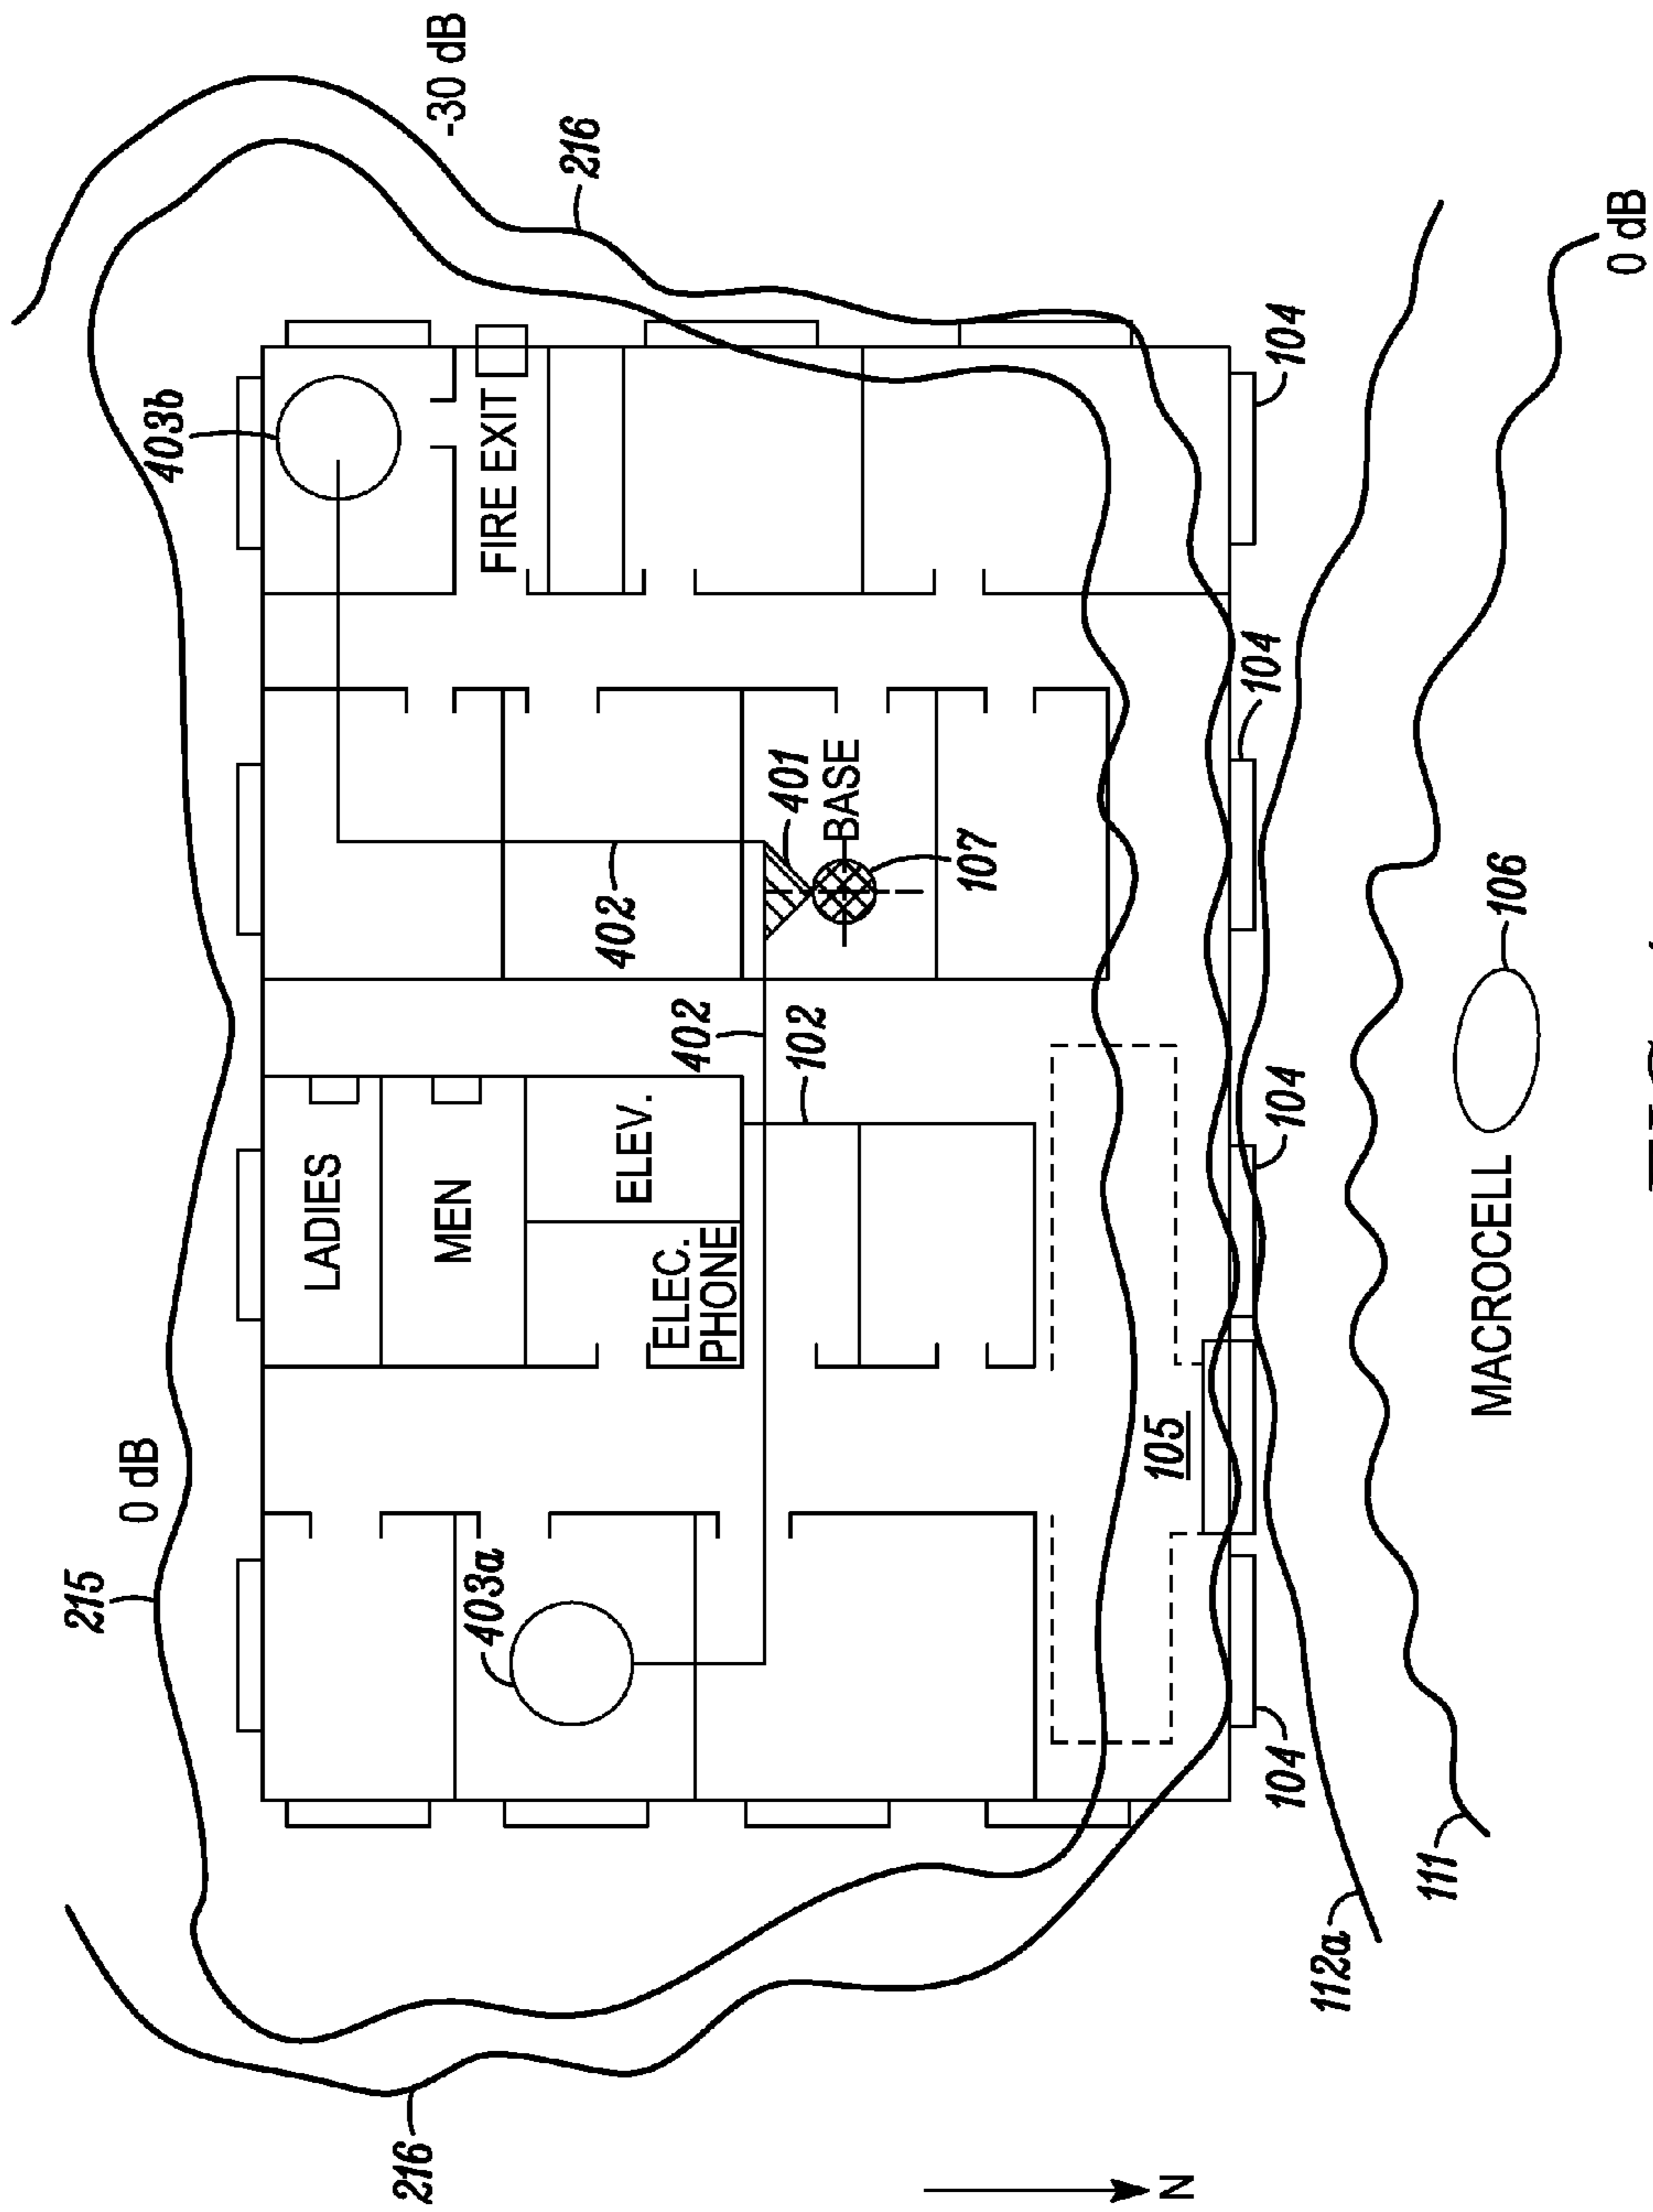 215
0 dB
403b
LADIES
216
-30 dB
MEN
403a
FIRE EXIT
216
402
ELEV.
ELEC.
PHONE
402
401
102
BASE
107
105
N
104
104
104
104
112a
111
MACROCELL
106
0 dB